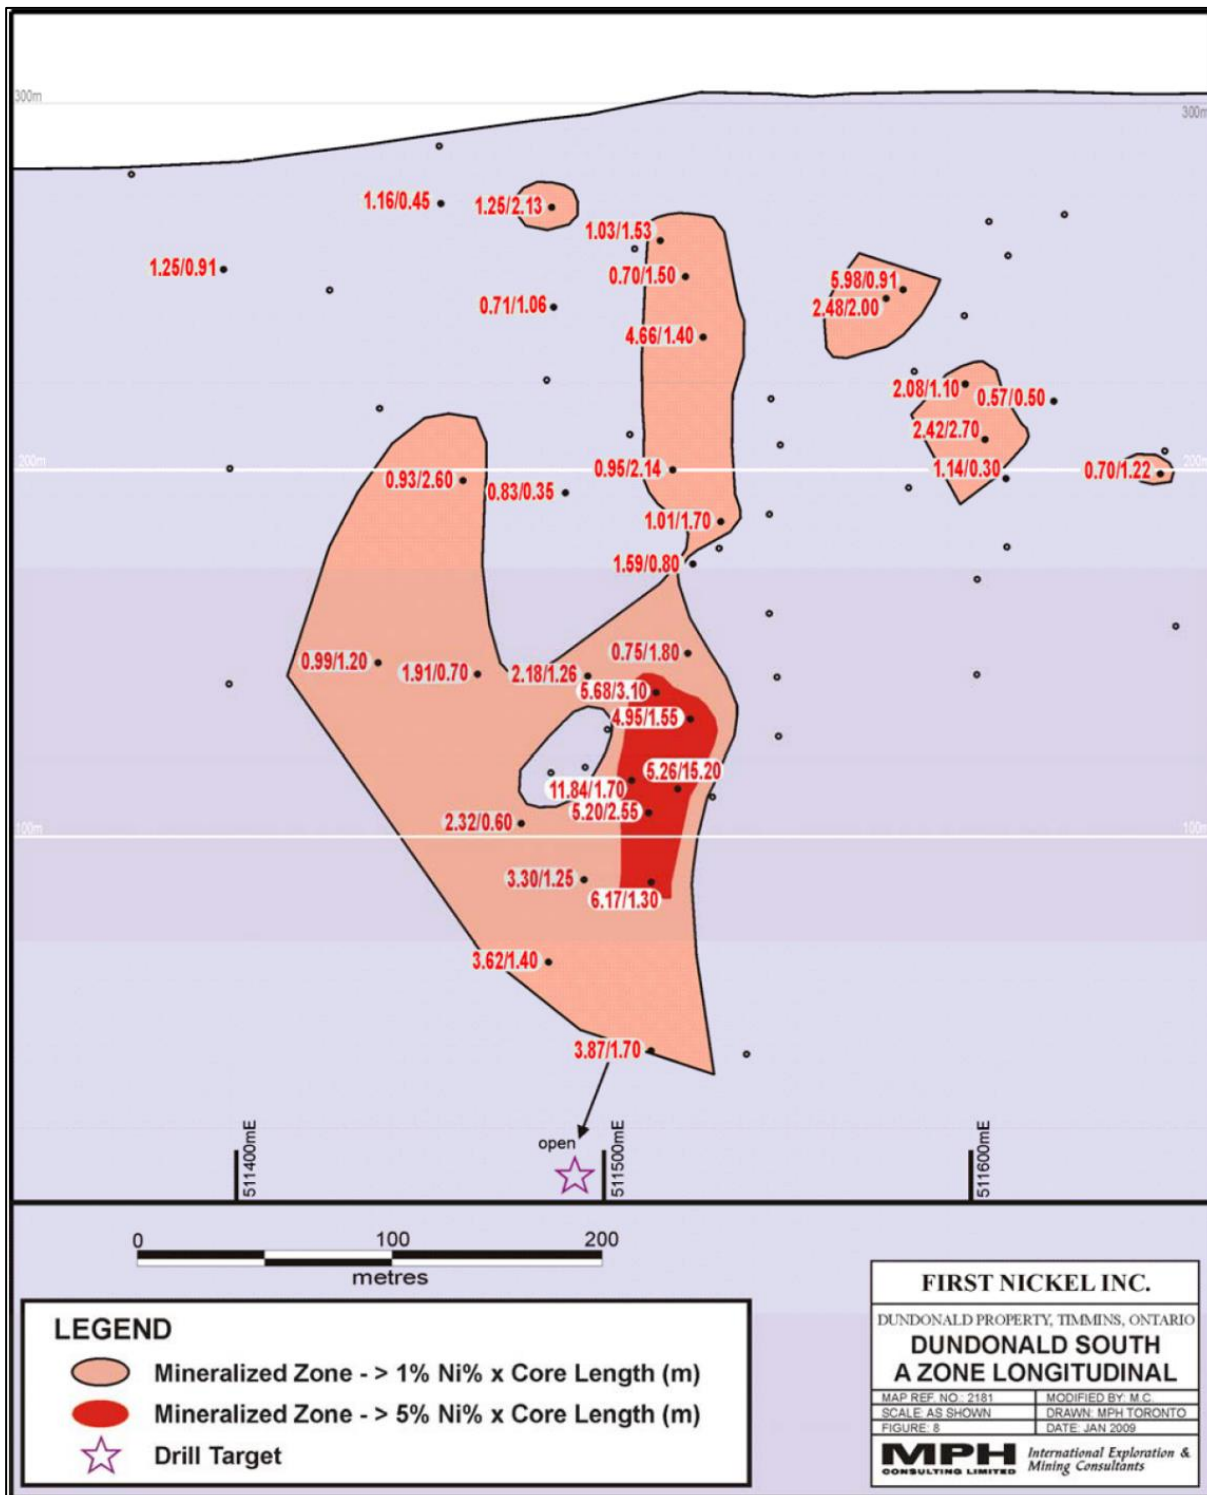 300m
300m
1.16/0.45
1.25/2.13
1.03/1.53
1.25/0.91
0.70/1.50
5.98/0.91
0.71/1.06
2.48/2.00
4.66/1.40
2.08/1.10
0.57/0.50
2.42/2.70
200m
200m
0.95/2.14
1.14/0.30
0.70/1.22
0.93/2.60
0.83/0.35
1.01/1.70
1.59/0.80
0.75/1.80
0.99/1.20
1.91/0.70
2.18/1.26
5.68/3.10
4.95/1.55
5.26/15.20
11.84/1.70
5.20/2.55
2.32/0.60
100m
100m
3.30/1.25
6.17/1.30
3.62/1.40
3.87/1.70
open
511400mE
511500mE
511600mE
0 100 200
metres
LEGEND
Mineralized Zone - > 1% Ni% x Core Length (m)
Mineralized Zone - > 5% Ni% x Core Length (m)
Drill Target
FIRST NICKEL INC.
DUNDONALD PROPERTY, TIMMINS, ONTARIO
DUNDONALD SOUTH
A ZONE LONGITUDINAL
MAP REF. NO.: 2181 MODIFIED BY: M.C.
SCALE: AS SHOWN DRAWN: MPH TORONTO
FIGURE: 8 DATE: JAN 2009
MPH
CONSULTING LIMITED
International Exploration &
Mining Consultants